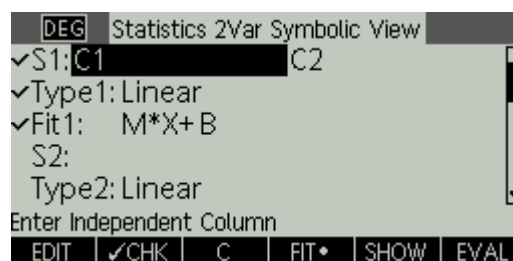 DEG Statistics 2Var Symbolic View
✓S1: C1 C2
✓Type1: Linear
✓Fit1: M*X+B
S2:
Type2: Linear
Enter Independent Column
EDIT ✓CHK C FIT• SHOW EVAL